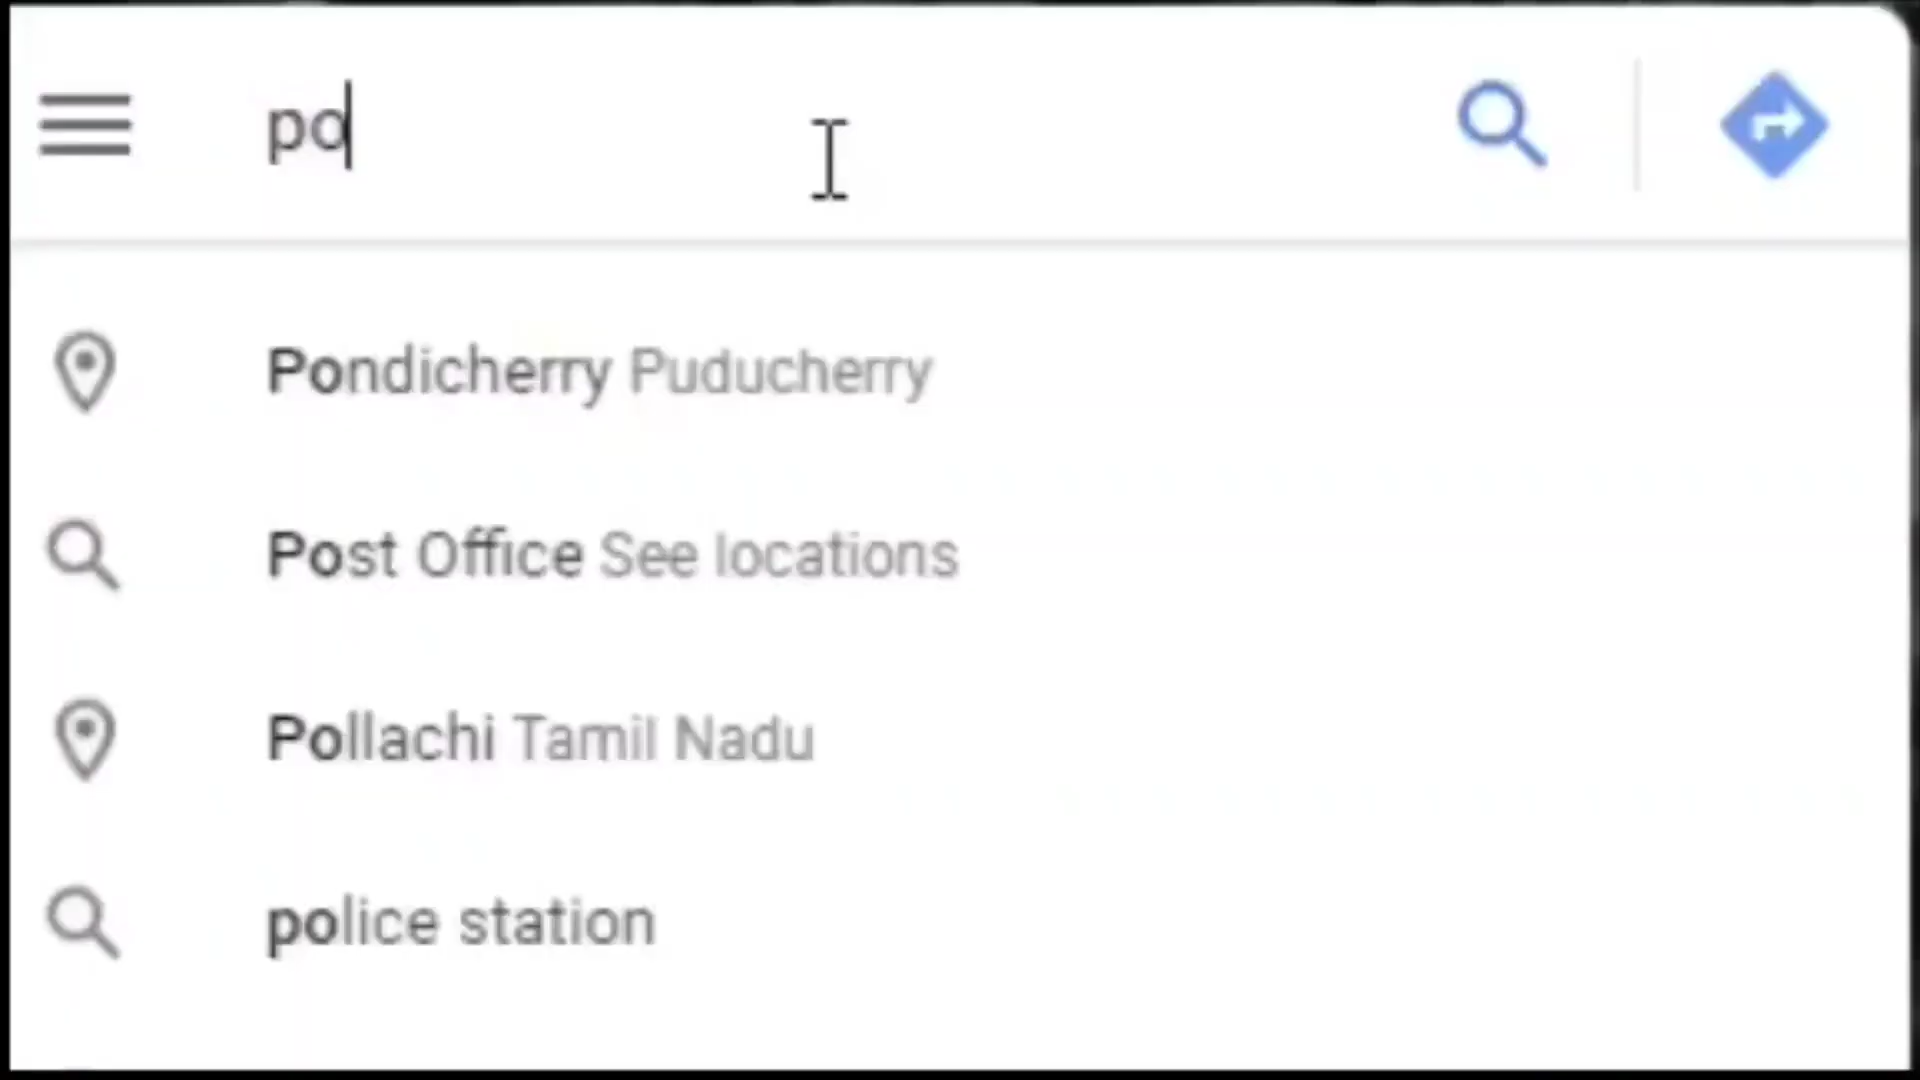 po
Pondicherry Puducherry
Post Office See locations
Pollachi Tamil Nadu
police station